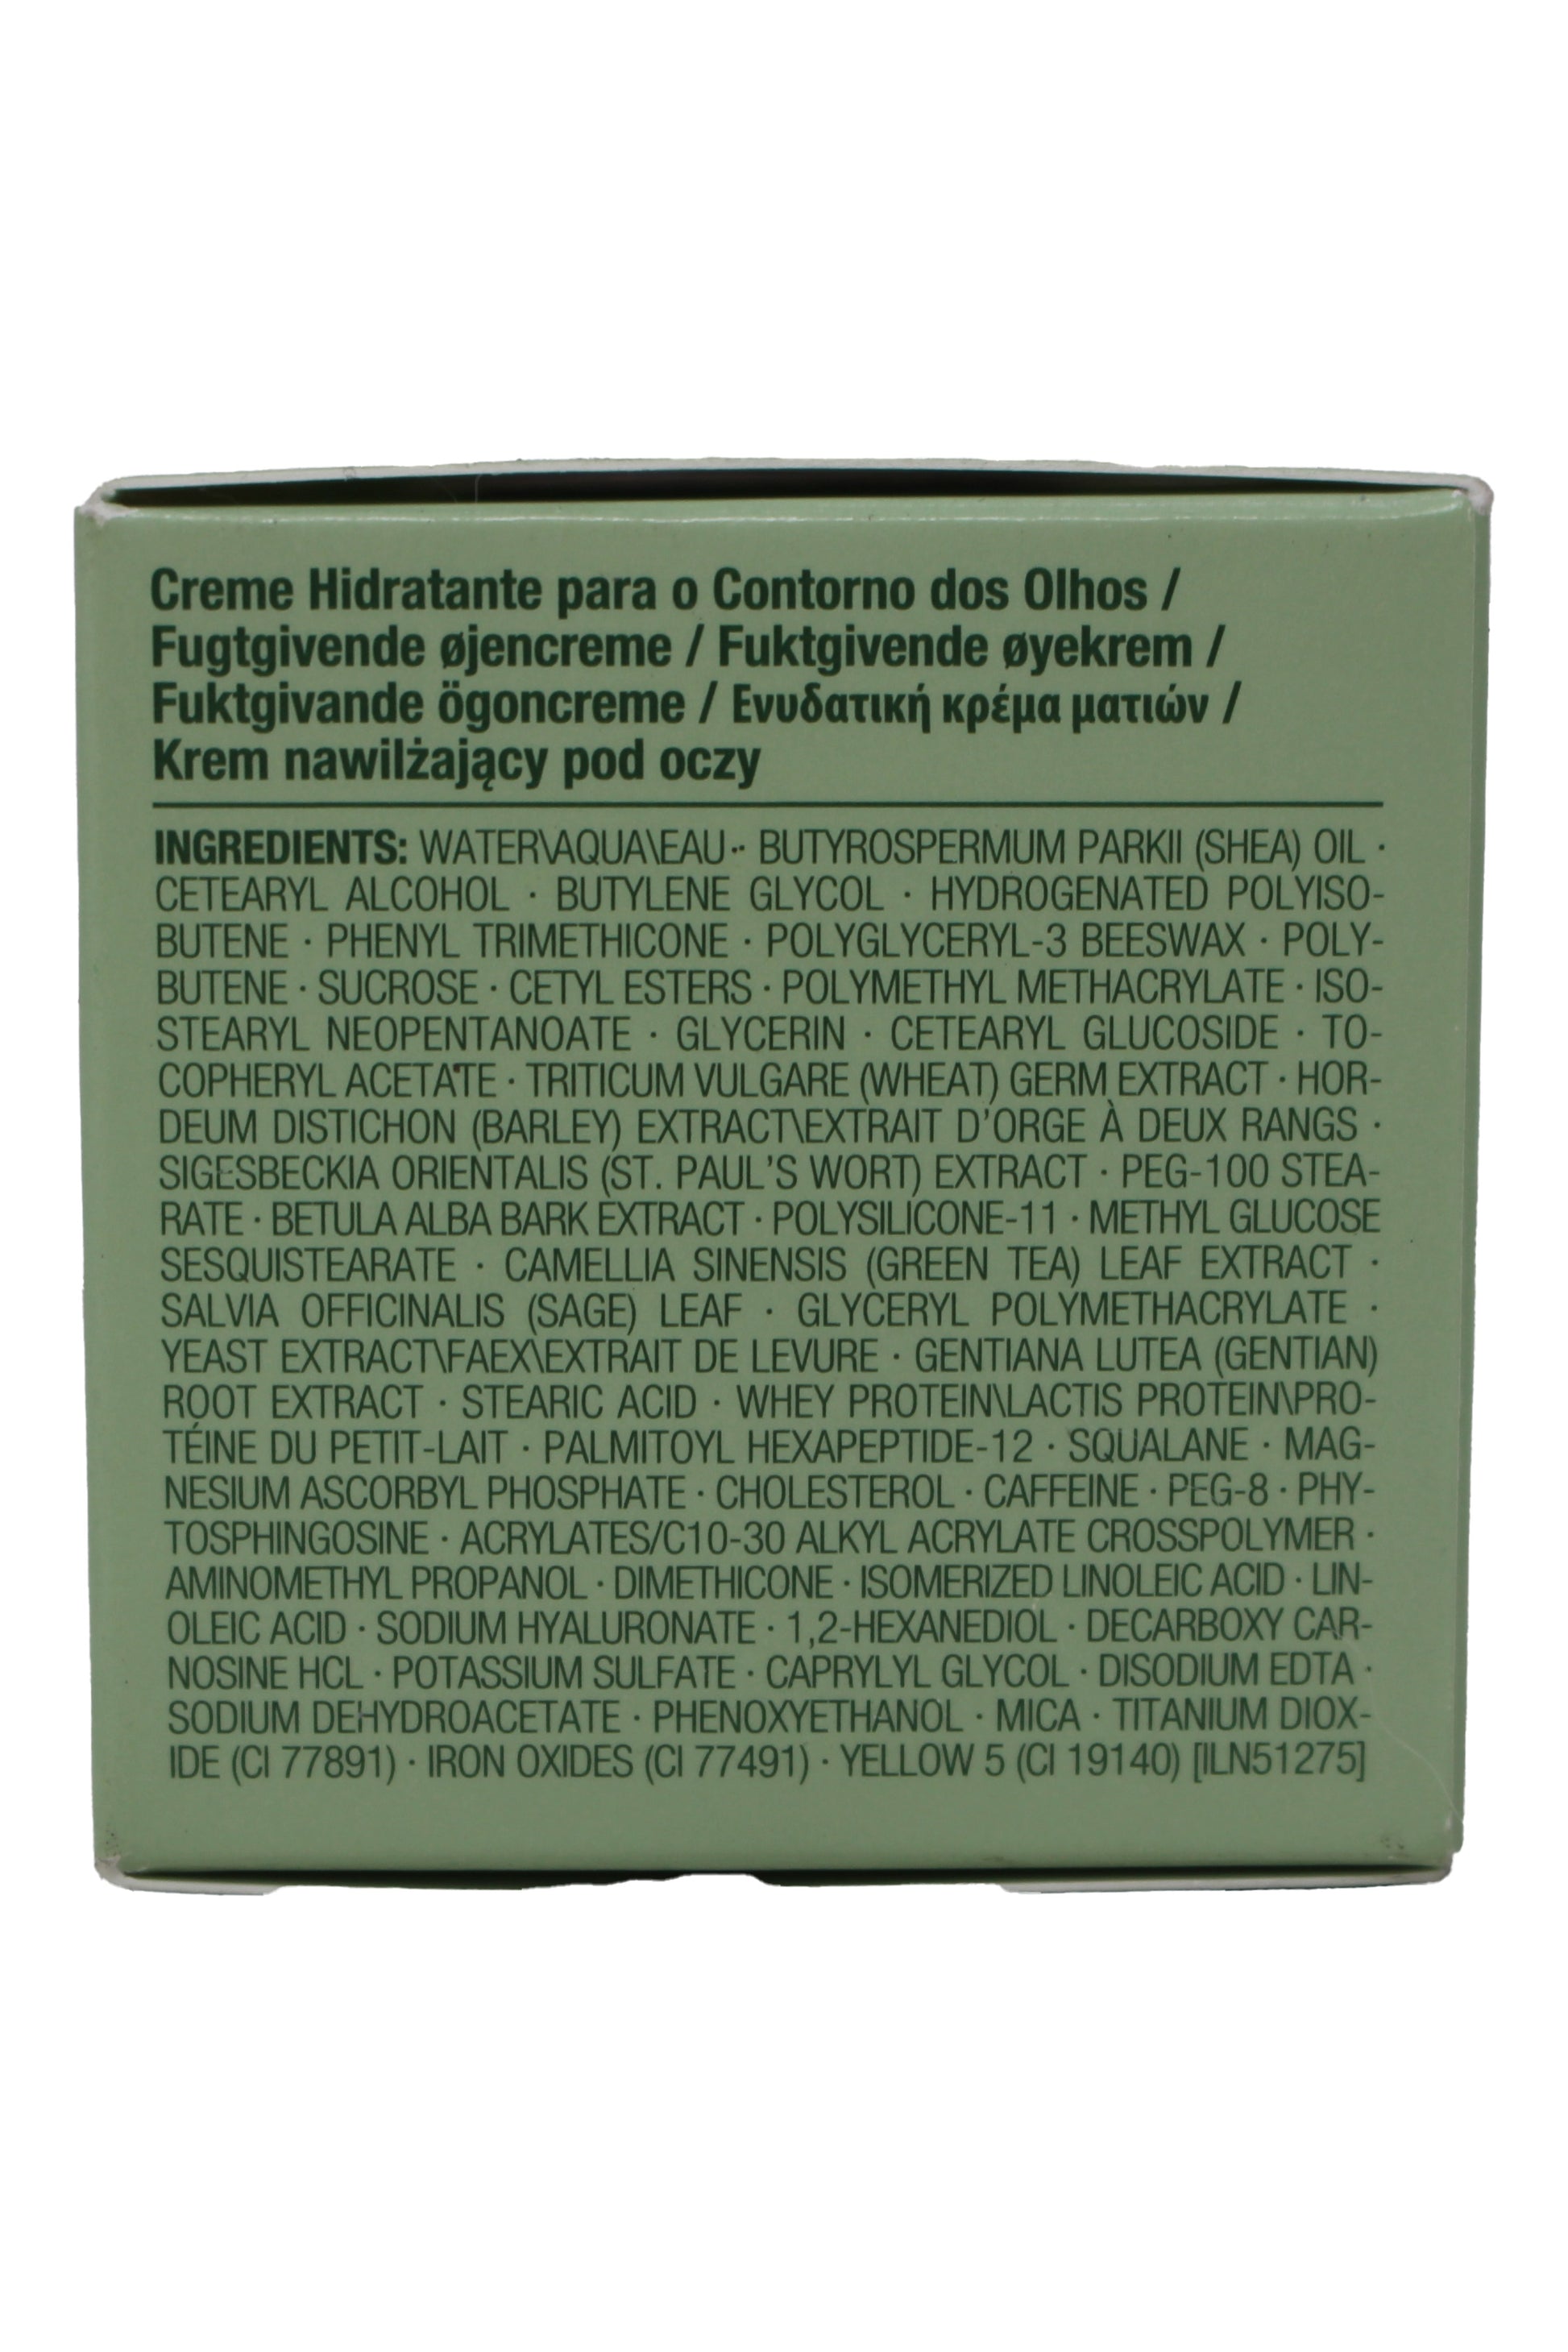 Creme Hidratante para o Contorno dos Olhos /
Fugtgivende øjencreme / Fuktgivende øyekrem /
Fuktgivande ögoncreme / Ενυδατική κρέμα ματιών /
Krem nawilżający pod oczy
INGREDIENTS: WATER\AQUA\EAU · BUTYROSPERMUM PARKII (SHEA) OIL ·
CETEARYL ALCOHOL · BUTYLENE GLYCOL · HYDROGENATED POLYISO-
BUTENE · PHENYL TRIMETHICONE · POLYGLYCERYL-3 BEESWAX · POLY-
BUTENE · SUCROSE · CETYL ESTERS · POLYMETHYL METHACRYLATE · ISO-
STEARYL NEOPENTANOATE · GLYCERIN · CETEARYL GLUCOSIDE · TO-
COPHERYL ACETATE · TRITICUM VULGARE (WHEAT) GERM EXTRACT · HOR-
DEUM DISTICHON (BARLEY) EXTRACT\EXTRAIT D'ORGE À DEUX RANGS ·
SIGESBECKIA ORIENTALIS (ST. PAUL'S WORT) EXTRACT · PEG-100 STEA-
RATE · BETULA ALBA BARK EXTRACT · POLYSILICONE-11 · METHYL GLUCOSE
SESQUISTEARATE · CAMELLIA SINENSIS (GREEN TEA) LEAF EXTRACT ·
SALVIA OFFICINALIS (SAGE) LEAF · GLYCERYL POLYMETHACRYLATE ·
YEAST EXTRACT\FAEX\EXTRAIT DE LEVURE · GENTIANA LUTEA (GENTIAN)
ROOT EXTRACT · STEARIC ACID · WHEY PROTEIN\LACTIS PROTEIN\PRO-
TÉINE DU PETIT-LAIT · PALMITOYL HEXAPEPTIDE-12 · SQUALANE · MAG-
NESIUM ASCORBYL PHOSPHATE · CHOLESTEROL · CAFFEINE · PEG-8 · PHY-
TOSPHINGOSINE · ACRYLATES/C10-30 ALKYL ACRYLATE CROSSPOLYMER ·
AMINOMETHYL PROPANOL · DIMETHICONE · ISOMERIZED LINOLEIC ACID · LIN-
OLEIC ACID · SODIUM HYALURONATE · 1,2-HEXANEDIOL · DECARBOXY CAR-
NOSINE HCL · POTASSIUM SULFATE · CAPRYLYL GLYCOL · DISODIUM EDTA ·
SODIUM DEHYDROACETATE · PHENOXYETHANOL · MICA · TITANIUM DIOX-
IDE (CI 77891) · IRON OXIDES (CI 77491) · YELLOW 5 (CI 19140) [ILN51275]